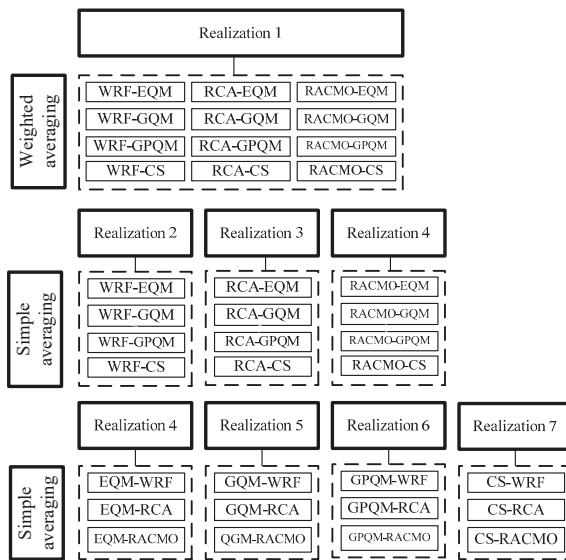 Realization 1
Weighted
averaging
WRF-EQM RCA-EQM RACMO-EQM
WRF-GQM RCA-GQM RACMO-GQM
WRF-GPQM RCA-GPQM RACMO-GPQM
WRF-CS RCA-CS RACMO-CS
Realization 2 Realization 3 Realization 4
Simple
averaging
WRF-EQM RCA-EQM RACMO-EQM
WRF-GQM RCA-GQM RACMO-GQM
WRF-GPQM RCA-GPQM RACMO-GPQM
WRF-CS RCA-CS RACMO-CS
Realization 4 Realization 5 Realization 6 Realization 7
Simple
averaging
EQM-WRF GQM-WRF GPQM-WRF CS-WRF
EQM-RCA GQM-RCA GPQM-RCA CS-RCA
EQM-RACMO QGM-RACMO GPQM-RACMO CS-RACMO